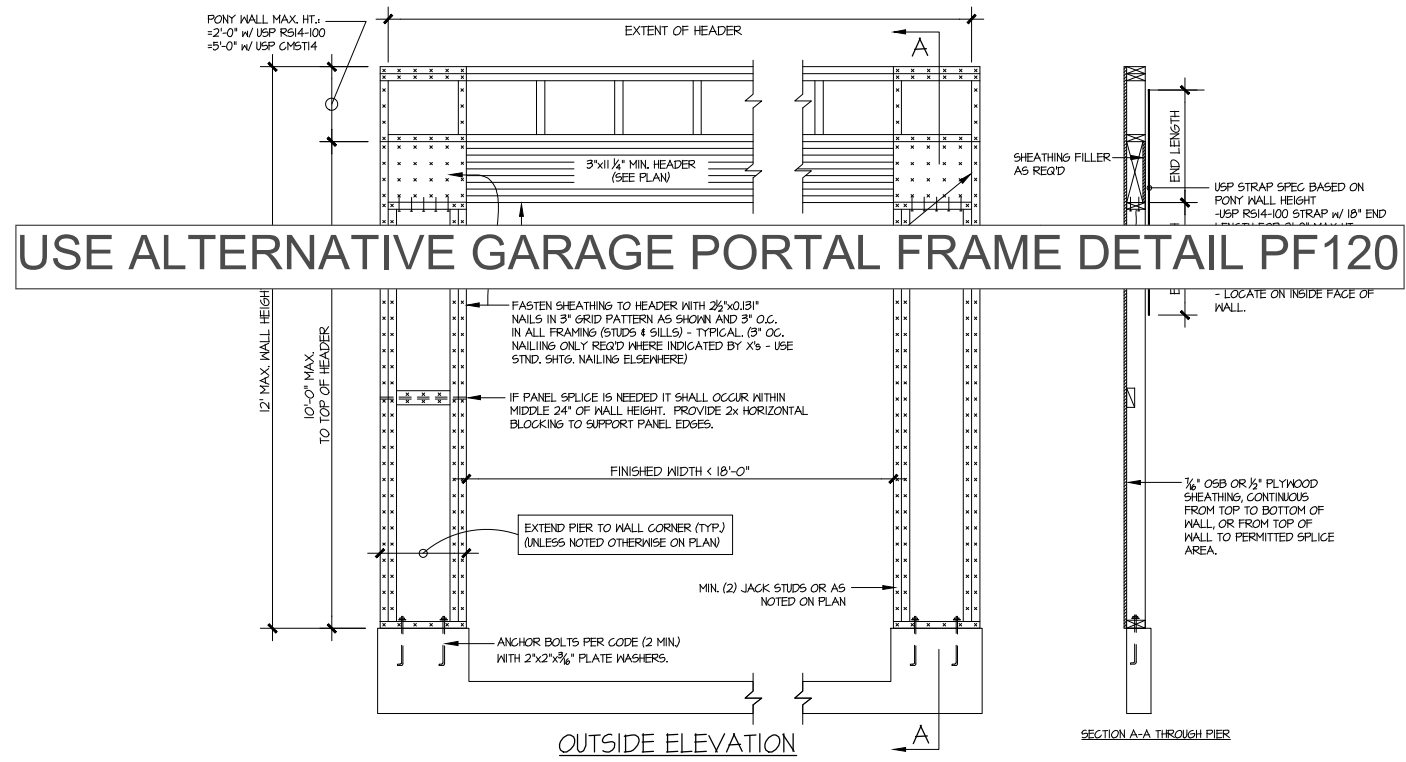 PONY WALL MAX. HT.:
=2'-0" W/ USP RS14-100
=5'-0" W/ USP CMST14
EXTENT OF HEADER
A
3"x11 1/4" MIN. HEADER
(SEE PLAN)
SHEATHING FILLER
AS REQ'D
END LENGTH
USP STRAP SPEC BASED ON
PONY WALL HEIGHT
-USP RS14-100 STRAP W/ 18" END
USE ALTERNATIVE GARAGE PORTAL FRAME DETAIL PF120
- LOCATE ON INSIDE FACE OF
WALL.
12' MAX. WALL HEIGHT
10'-0" MAX.
TO TOP OF HEADER
FASTEN SHEATHING TO HEADER WITH 2½"x0.131"
NAILS IN 3" GRID PATTERN AS SHOWN AND 3" O.C.
IN ALL FRAMING (STUDS & SILLS) - TYPICAL. (3" OC.
NAILIING ONLY REQ'D WHERE INDICATED BY X's - USE
STND. SHTG. NAILING ELSEWHERE)
IF PANEL SPLICE IS NEEDED IT SHALL OCCUR WITHIN
MIDDLE 24" OF WALL HEIGHT. PROVIDE 2x HORIZONTAL
BLOCKING TO SUPPORT PANEL EDGES.
FINISHED WIDTH < 18'-0"
EXTEND PIER TO WALL CORNER (TYP.)
(UNLESS NOTED OTHERWISE ON PLAN)
7/16" OSB OR ½" PLYWOOD
SHEATHING, CONTINUOUS
FROM TOP TO BOTTOM OF
WALL, OR FROM TOP OF
WALL TO PERMITTED SPLICE
AREA.
MIN. (2) JACK STUDS OR AS
NOTED ON PLAN
ANCHOR BOLTS PER CODE (2 MIN.)
WITH 2"x2"x3/16" PLATE WASHERS.
A
OUTSIDE ELEVATION
SECTION A-A THROUGH PIER